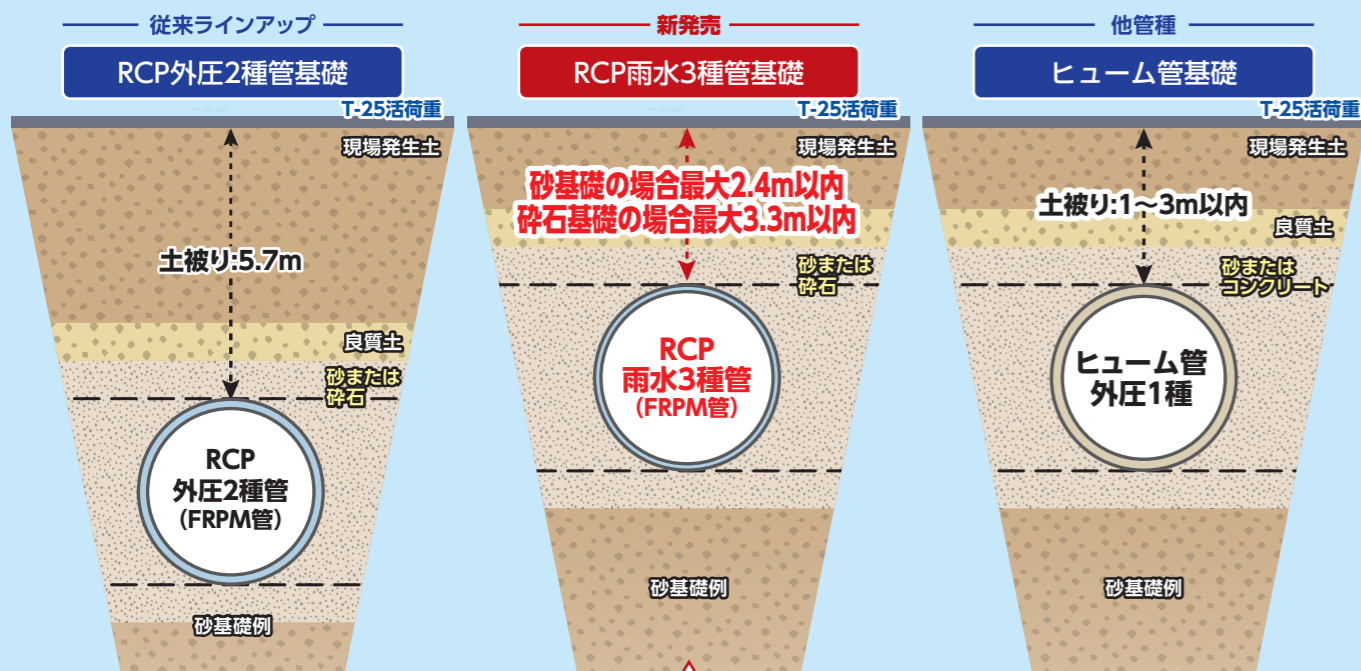 従来ラインアップ
RCP外圧2種管基礎
T-25活荷重
現場発生土
土被り:5.7m
良質土
砂または
砕石
RCP
外圧2種管
(FRPM管)
砂基礎例
新発売
RCP雨水3種管基礎
T-25活荷重
現場発生土
砂基礎の場合最大2.4m以内
砕石基礎の場合最大3.3m以内
砂または
砕石
RCP
雨水3種管
(FRPM管)
砂基礎例
他管種
ヒューム管基礎
T-25活荷重
現場発生土
土被り:1~3m以内
良質土
砂または
コンクリート
ヒューム管
外圧1種
砂基礎例